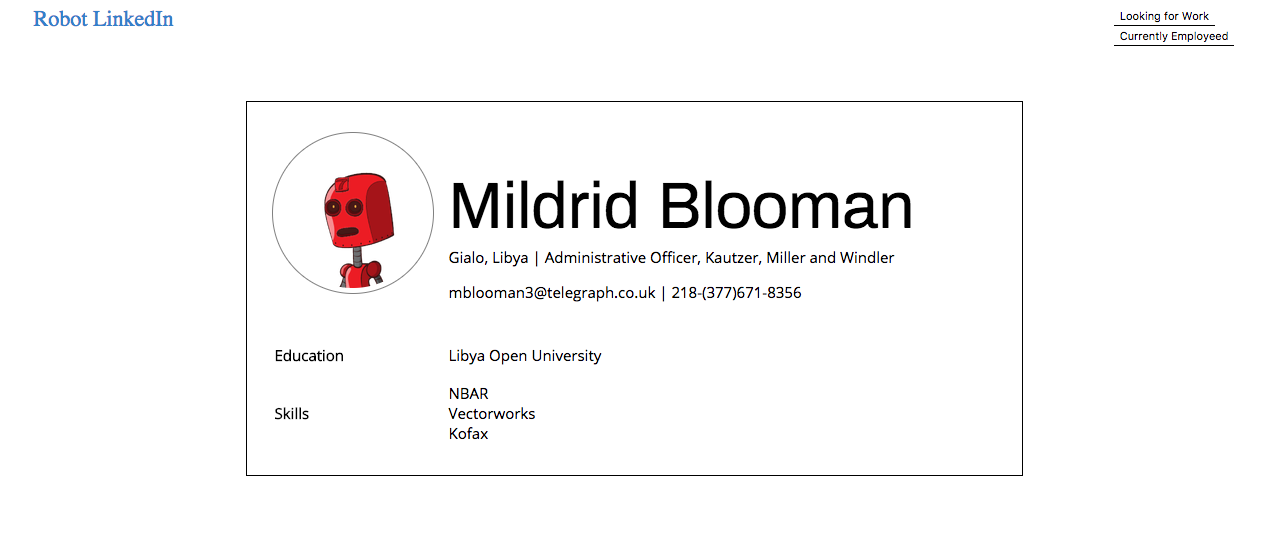 Robot LinkedIn
Looking for Work
Currently Employeed
Mildrid Blooman
Gialo, Libya | Administrative Officer, Kautzer, Miller and Windler
mblooman3@telegraph.co.uk | 218-(377)671-8356
Education
Libya Open University
Skills
NBAR
Vectorworks
Kofax